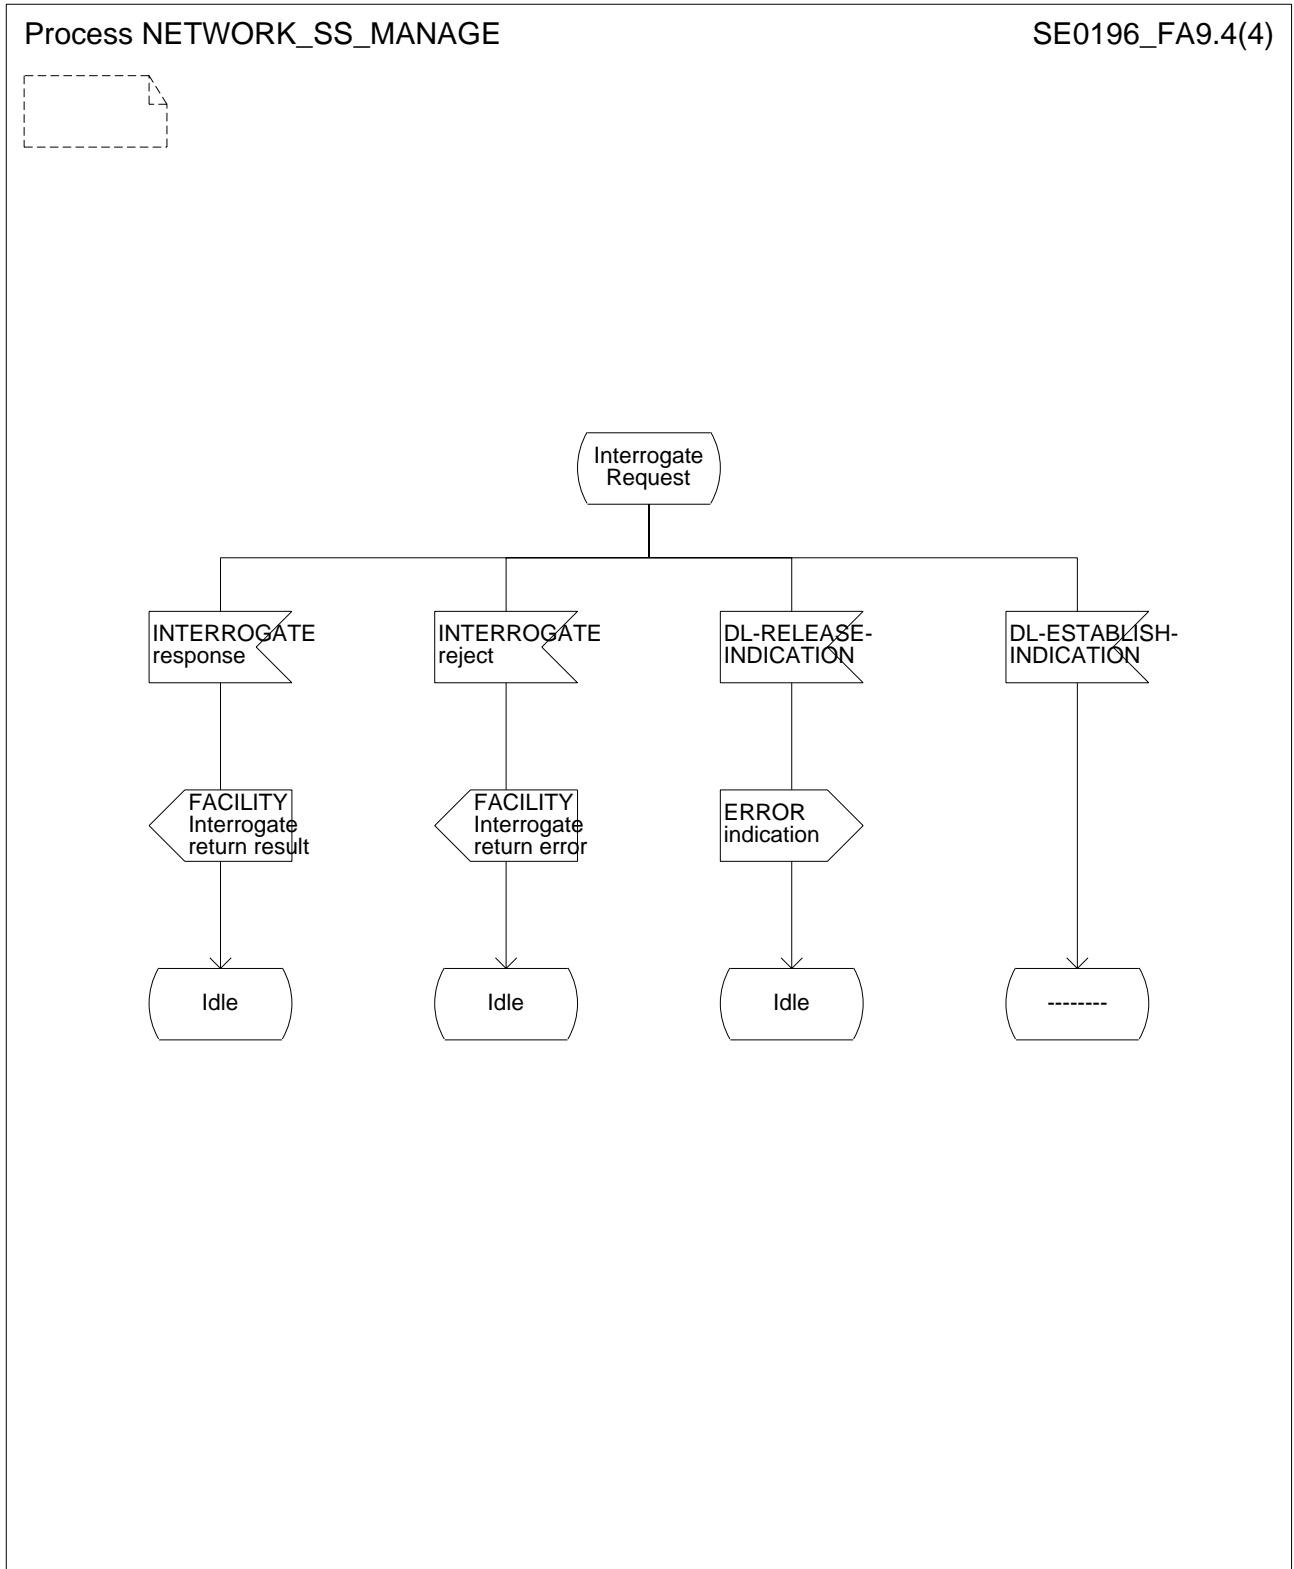 Process NETWORK_SS_MANAGE
SE0196_FA9.4(4)
Interrogate
Request
INTERROGATE
response
INTERROGATE
reject
DL-RELEASE-
INDICATION
DL-ESTABLISH-
INDICATION
FACILITY
Interrogate
return result
FACILITY
Interrogate
return error
ERROR
indication
Idle
Idle
Idle
--------